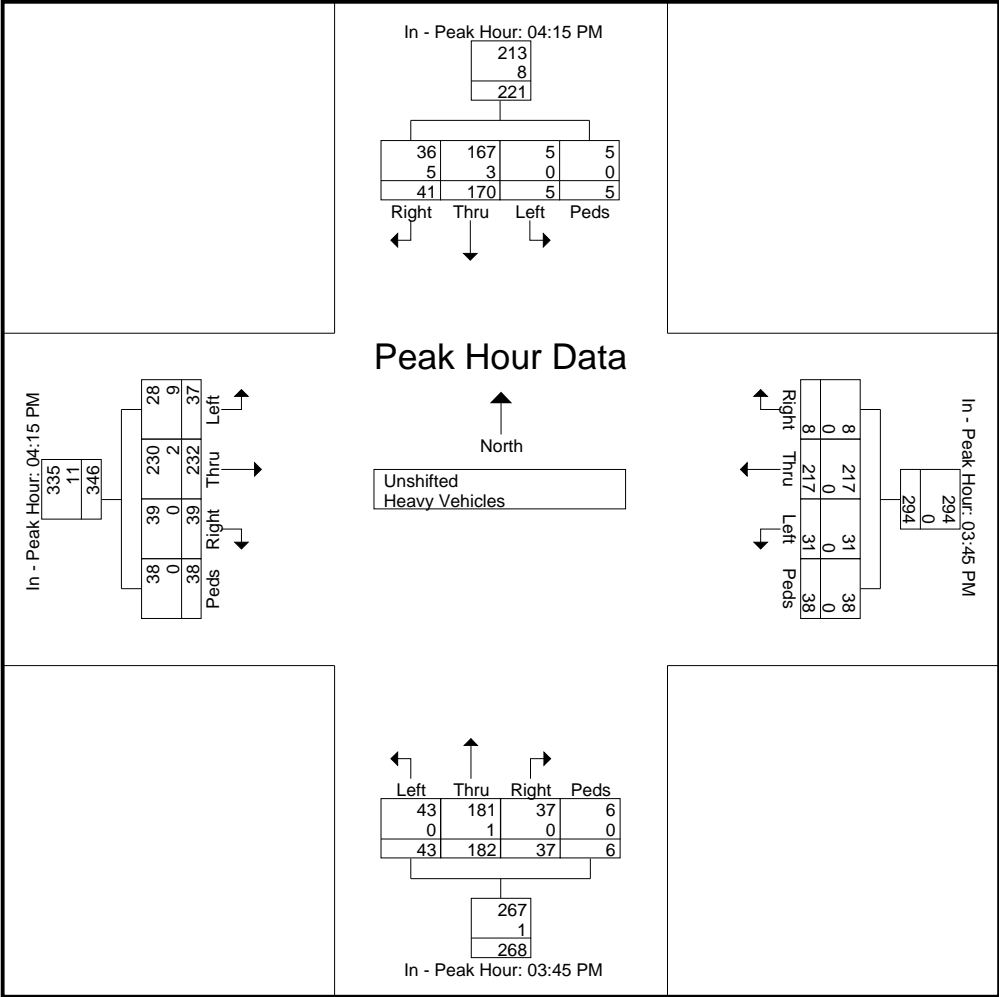 In - Peak Hour: 04:15 PM
213
8
221
36 167 5 5
5 3 0 0
41 170 5 5
Right Thru Left Peds
Peak Hour Data
North
Unshifted
Heavy Vehicles
In - Peak Hour: 04:15 PM
335
11
346
28 9 37 Left
230 2 232 Thru
39 0 39 Right
38 0 38 Peds
In - Peak Hour: 03:45 PM
294
0
294
8 0 8 Right
217 0 217 Thru
31 0 31 Left
38 0 38 Peds
Left Thru Right Peds
43 181 37 6
0 1 0 0
43 182 37 6
267
1
268
In - Peak Hour: 03:45 PM